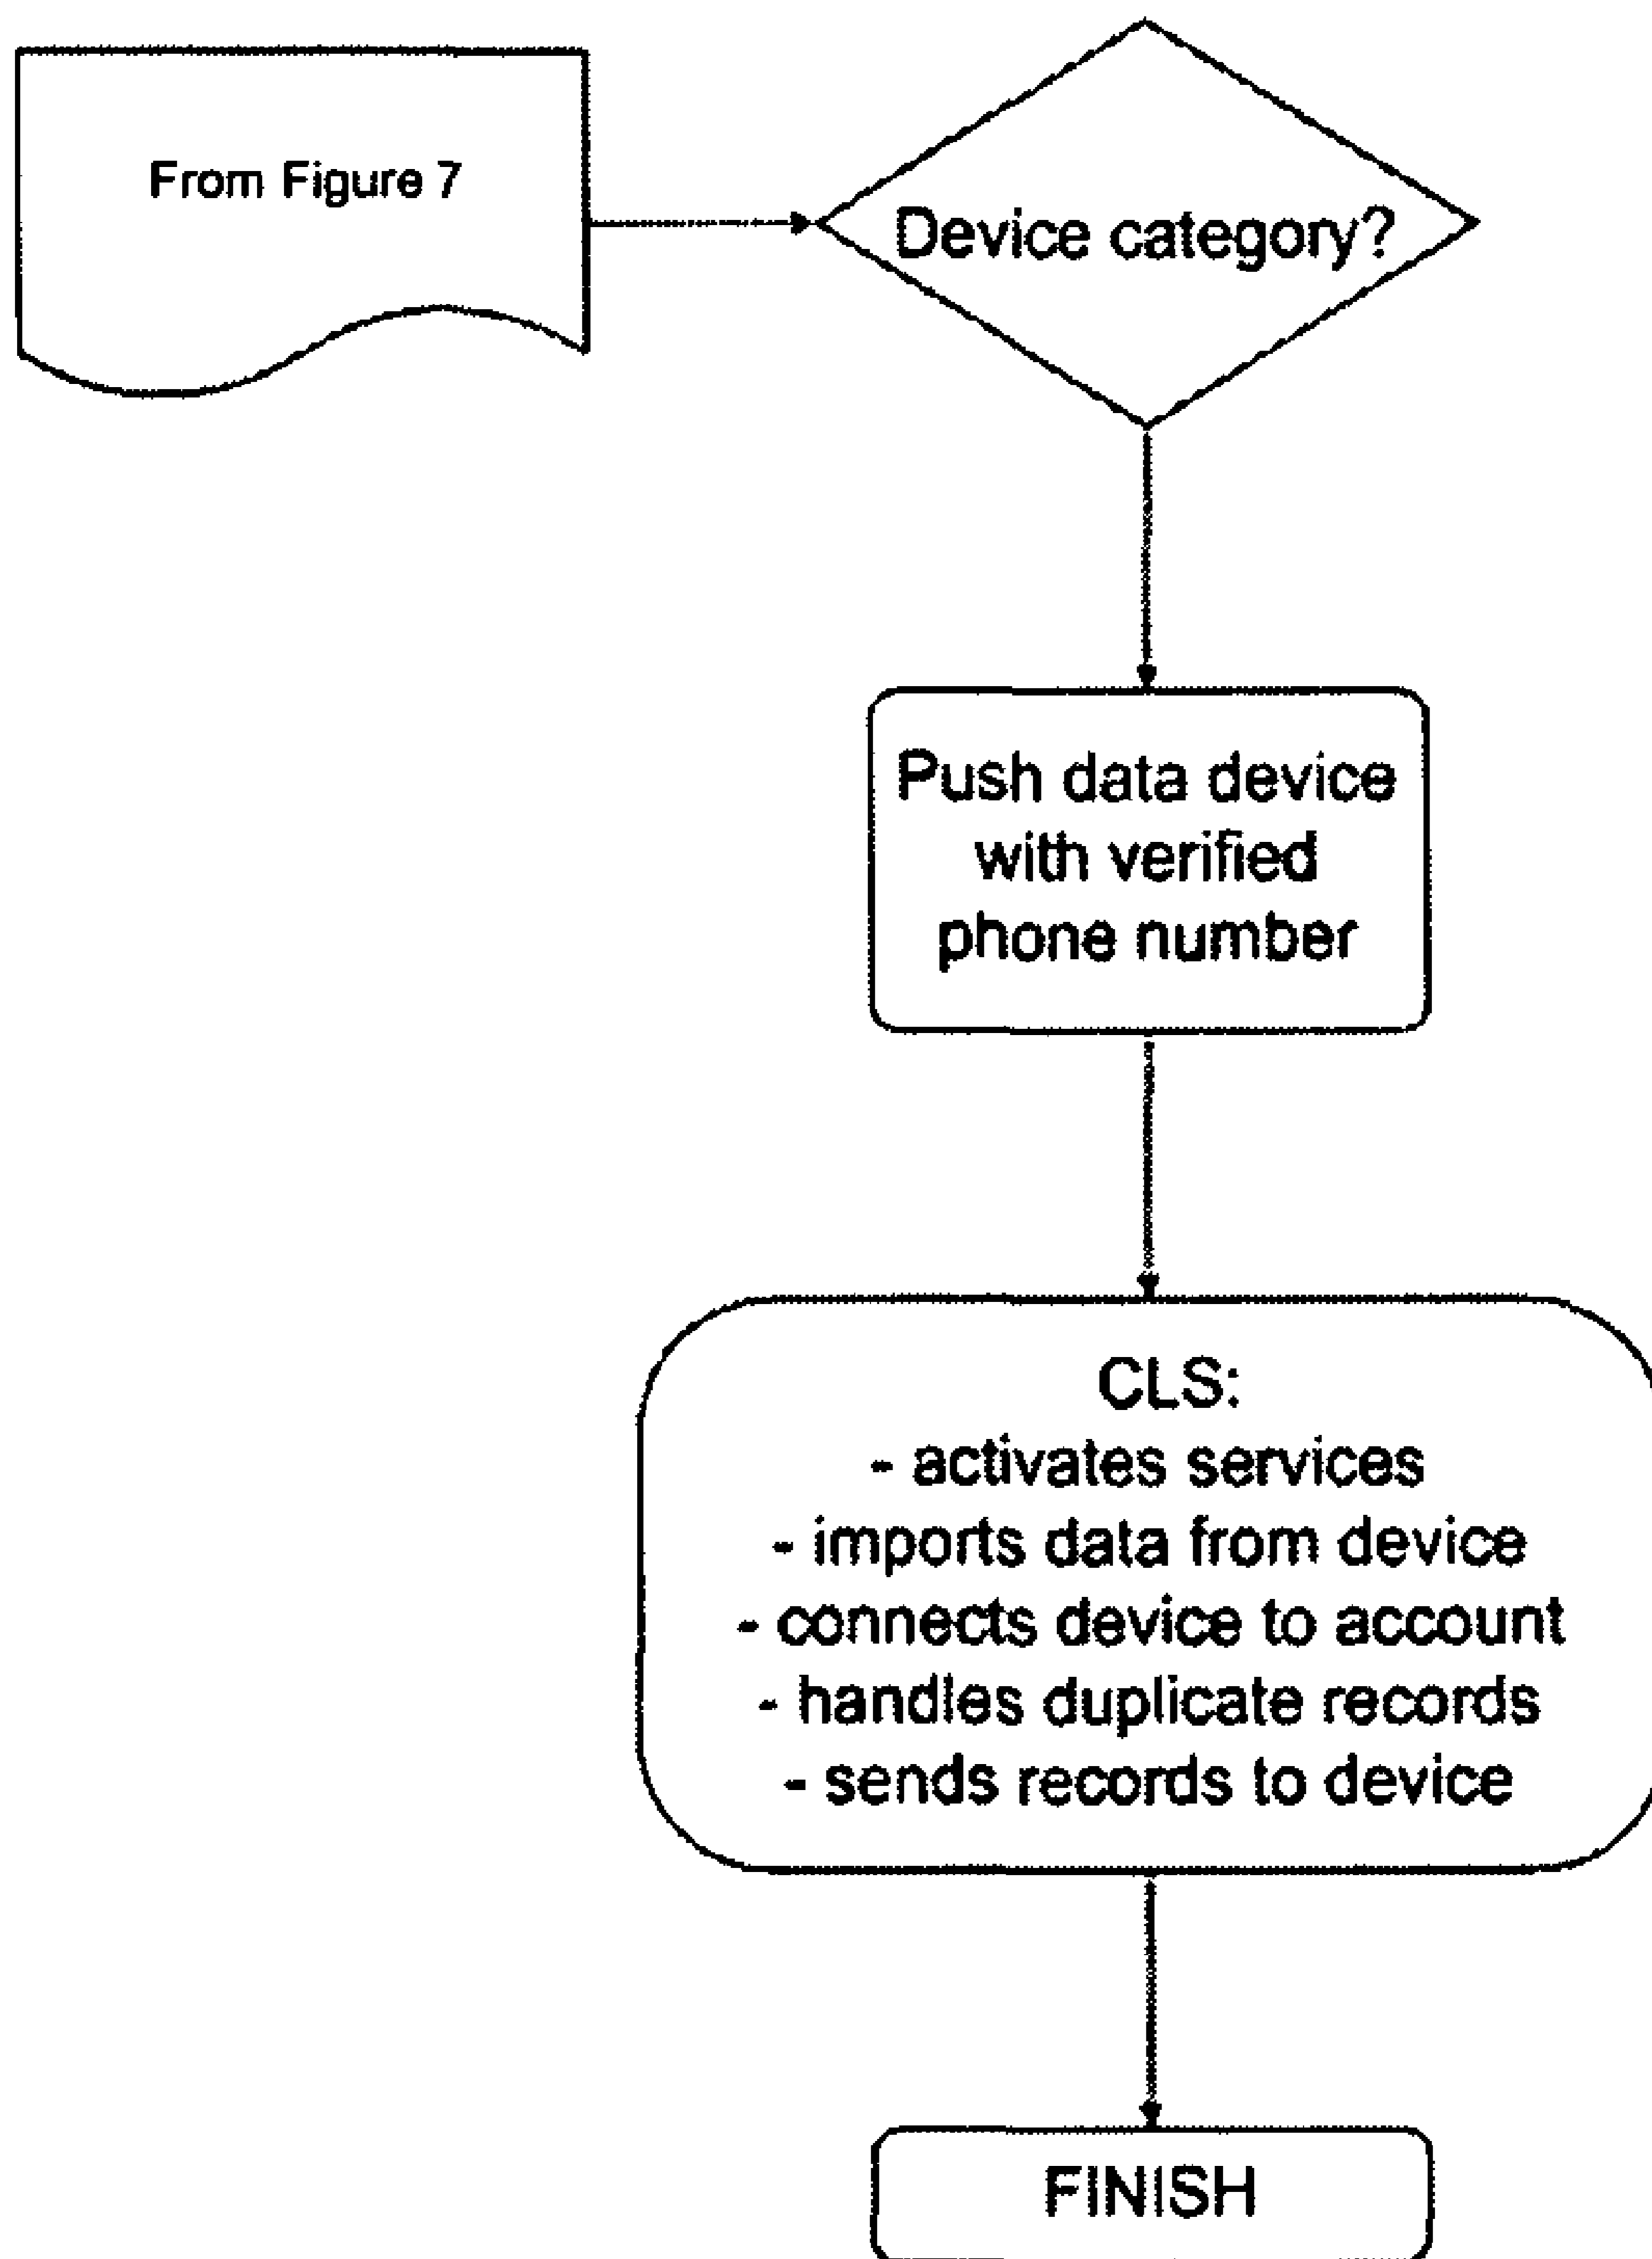 From Figure 7
Device category?
Push data device
with verified
phone number
CLS:
- activates services
- imports data from device
- connects device to account
- handles duplicate records
- sends records to device
FINISH